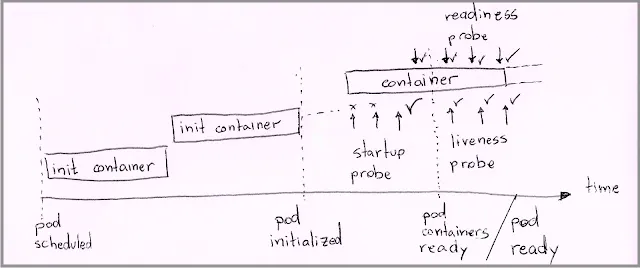 readiness
probe
container
init container
init container
startup
probe
liveness
probe
time
pod
scheduled
pod
initialized
pod
containers
ready
pod
ready